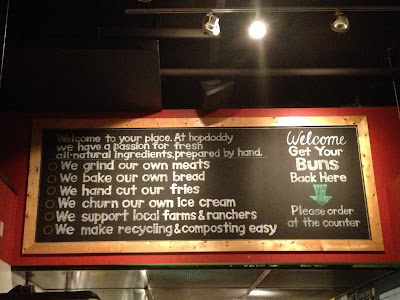 Welcome to your place. At hopdoddy
we have a passion for fresh
all-natural ingredients, prepared by hand.
We grind our own meats
We bake our own bread
We hand cut our fries
We churn our own ice cream
We support local farms & ranchers
We make recycling & composting easy
Welcome
Get Your
Buns
Back Here
Please order
at the counter